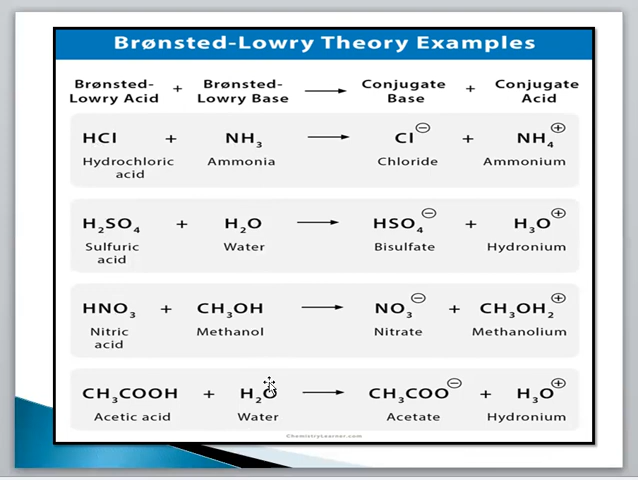 Brønsted-Lowry Theory Examples
Brønsted-Lowry Acid + Brønsted-Lowry Base ⟶ Conjugate Base + Conjugate Acid
HCl + NH₃ ⟶ Cl⊖ + NH₄⊕
Hydrochloric acid Ammonia Chloride Ammonium
H₂SO₄ + H₂O ⟶ HSO₄⊖ + H₃O⊕
Sulfuric acid Water Bisulfate Hydronium
HNO₃ + CH₃OH ⟶ NO₃⊖ + CH₃OH₂⊕
Nitric acid Methanol Nitrate Methanolium
CH₃COOH + H₂O ⟶ CH₃COO⊖ + H₃O⊕
Acetic acid Water Acetate Hydronium
ChemistryLearner.com